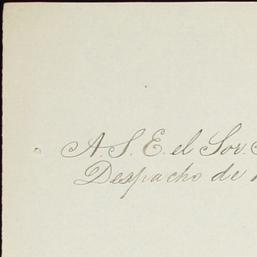 A. S. E. el Sor.
Despacho de